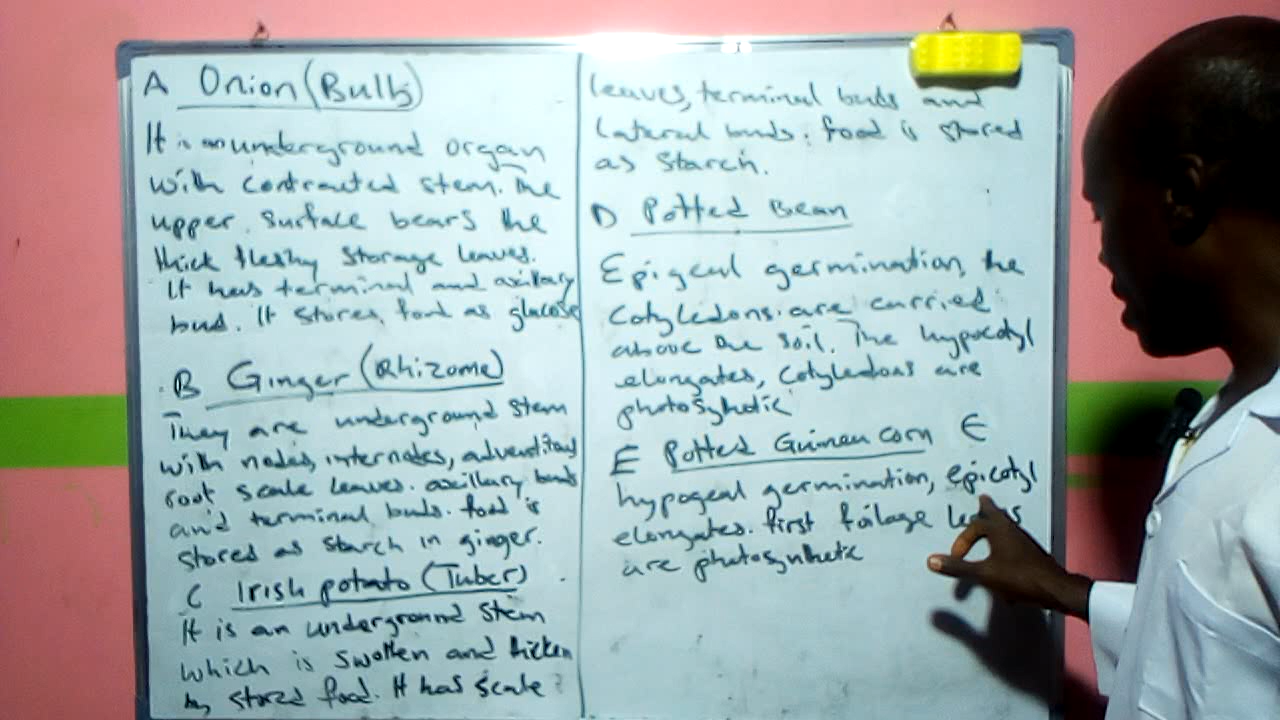 A Onion (Bulb)
It is an underground organ
with contracted stem. The
upper surface bears the
thick fleshy storage leaves.
It has terminal and axillary
bud. It stores food as glucose
B Ginger (Rhizome)
They are underground stem
with nodes, internodes, adventitous
root scale leaves. axillary buds
and terminal buds. food is
stored as starch in ginger.
C Irish potato (Tuber)
It is an underground stem
which is swollen and thicken
by stored food. It has scale
leaves, terminal buds and
lateral buds. food is stored
as starch.
D Potted Bean
Epigeal germination, the
cotyledons are carried
above the soil. The hypocotyl
elongates, cotyledons are
photosythetic
E Potted Guinea corn E
hypogeal germination, epicotyl
elongates. first foilage
are photosynthetic